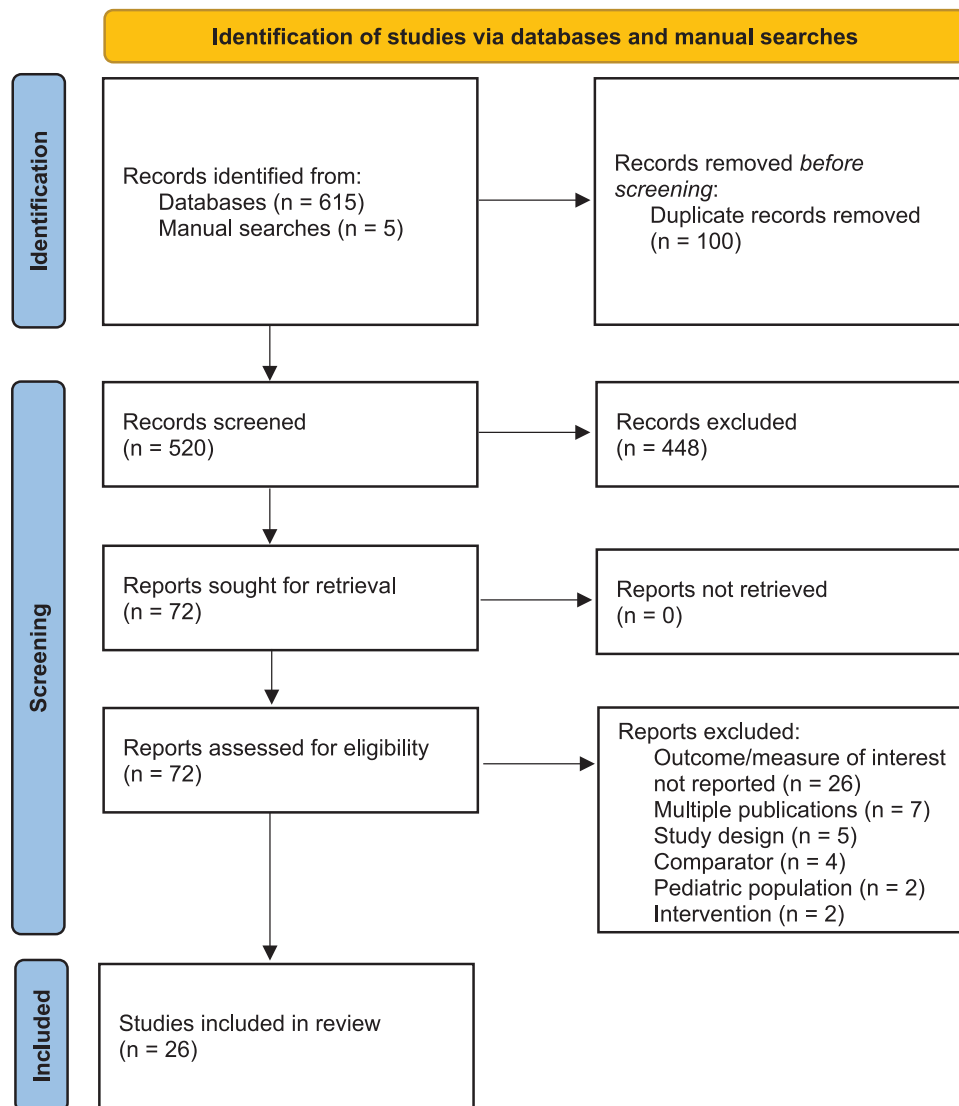 Identification of studies via databases and manual searches
Identification
Records identified from:
Databases (n = 615)
Manual searches (n = 5)
Records removed before
screening:
Duplicate records removed
(n = 100)
Screening
Records screened
(n = 520)
Records excluded
(n = 448)
Reports sought for retrieval
(n = 72)
Reports not retrieved
(n = 0)
Reports assessed for eligibility
(n = 72)
Reports excluded:
Outcome/measure of interest
not reported (n = 26)
Multiple publications (n = 7)
Study design (n = 5)
Comparator (n = 4)
Pediatric population (n = 2)
Intervention (n = 2)
Included
Studies included in review
(n = 26)